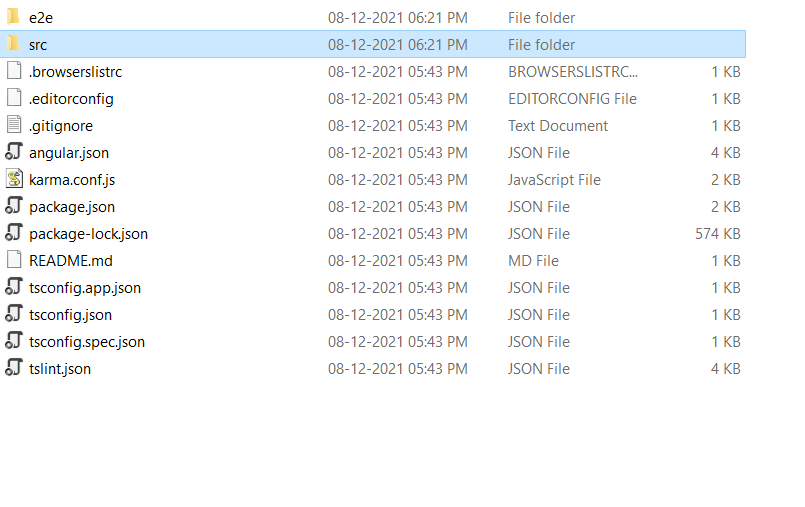 e2e 08-12-2021 06:21 PM File folder
src 08-12-2021 06:21 PM File folder
.browserslistrc 08-12-2021 05:43 PM BROWSERSLISTRC... 1 KB
.editorconfig 08-12-2021 05:43 PM EDITORCONFIG File 1 KB
.gitignore 08-12-2021 05:43 PM Text Document 1 KB
angular.json 08-12-2021 05:43 PM JSON File 4 KB
karma.conf.js 08-12-2021 05:43 PM JavaScript File 2 KB
package.json 08-12-2021 05:43 PM JSON File 2 KB
package-lock.json 08-12-2021 05:43 PM JSON File 574 KB
README.md 08-12-2021 05:43 PM MD File 1 KB
tsconfig.app.json 08-12-2021 05:43 PM JSON File 1 KB
tsconfig.json 08-12-2021 05:43 PM JSON File 1 KB
tsconfig.spec.json 08-12-2021 05:43 PM JSON File 1 KB
tslint.json 08-12-2021 05:43 PM JSON File 4 KB